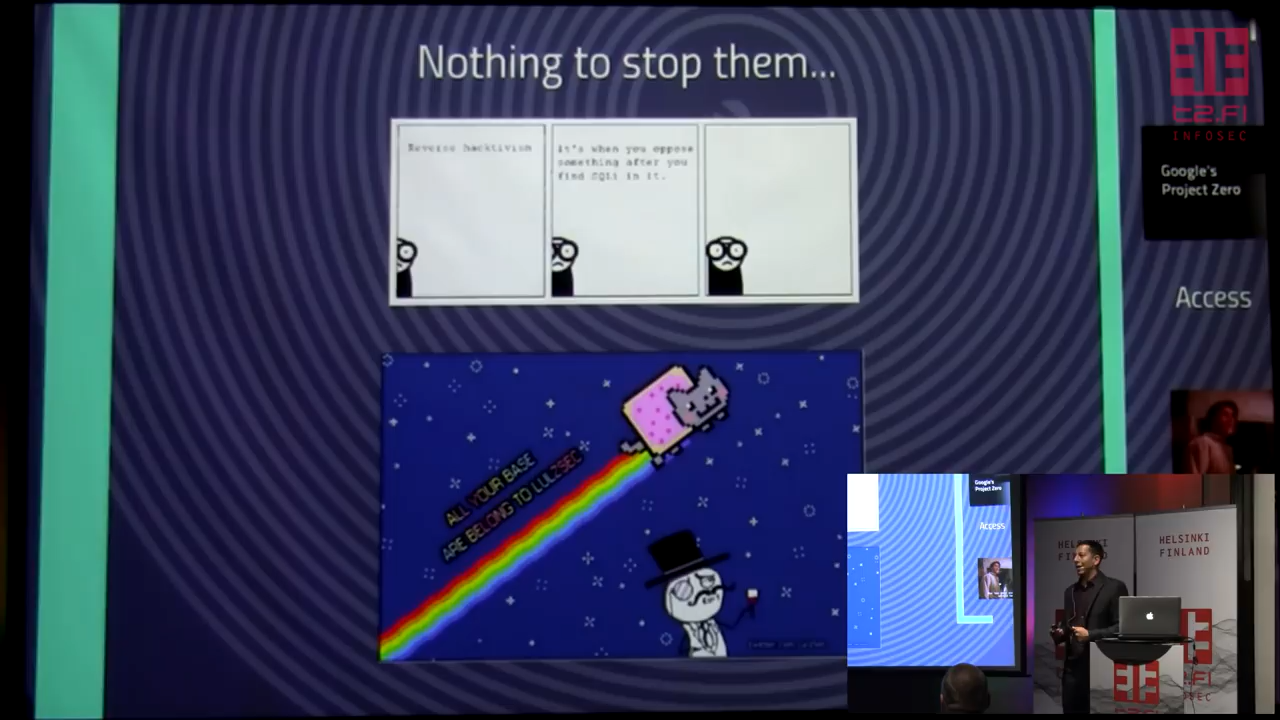 Nothing to stop them...
Reverse hacktivism
It's when you oppose
something after you
find SQLi in it.
ALL YOUR BASE
ARE BELONG TO LULZSEC
t2.fi
INFOSEC
Google's
Project Zero
Access
Google's
Project Zero
Access
HELSINKI
FINLAND
HELSINKI
FINLAND